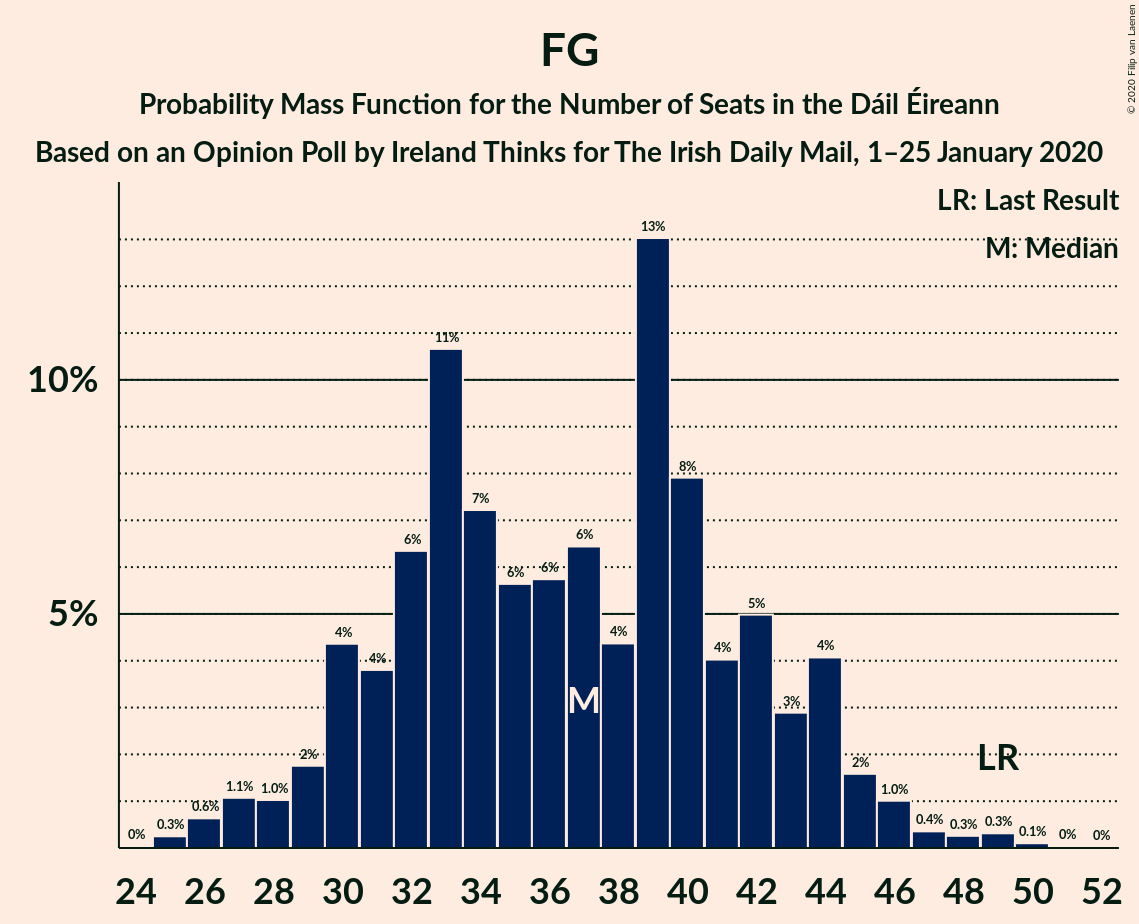 FG
Probability Mass Function for the Number of Seats in the Dáil Éireann
Based on an Opinion Poll by Ireland Thinks for The Irish Daily Mail, 1–25 January 2020
© 2020 Filip van Laenen
LR: Last Result
M: Median
10%
5%
0% 0.3% 0.6% 1.1% 1.0% 2% 4% 4% 6% 11% 7% 6% 6% 6% 4% 13% 8% 4% 5% 3% 4% 2% 1.0% 0.4% 0.3% 0.3% 0.1% 0% 0%
M
LR
24 26 28 30 32 34 36 38 40 42 44 46 48 50 52